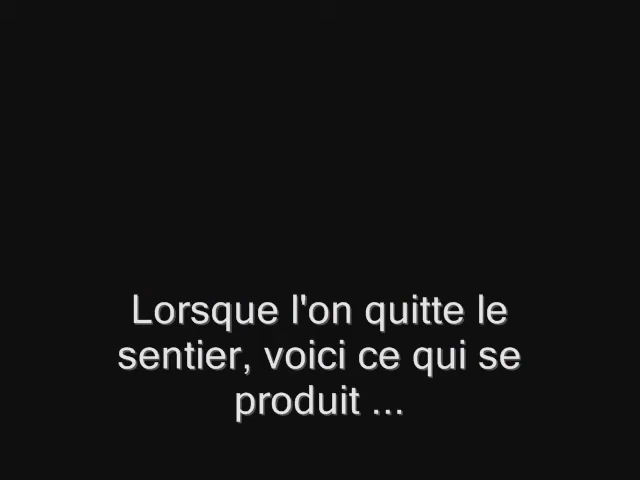 Lorsque l'on quitte le
sentier, voici ce qui se
produit ...